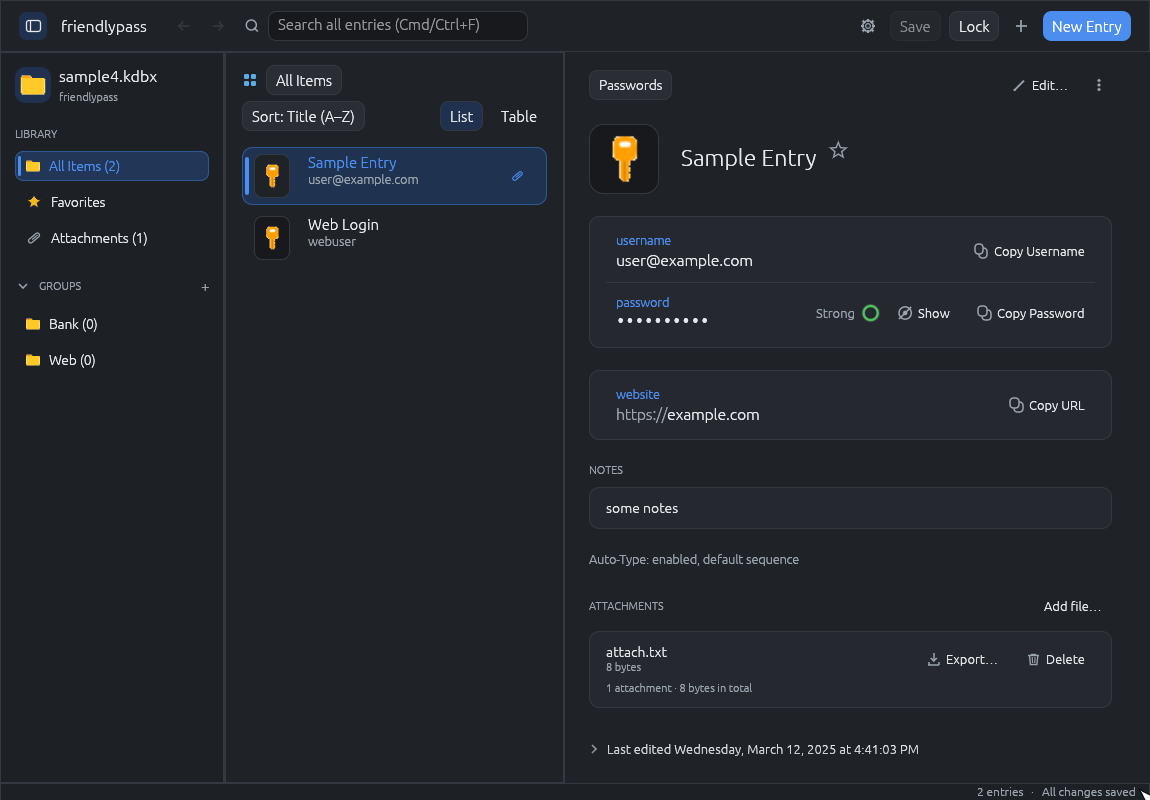 friendlypass
Search all entries (Cmd/Ctrl+F)
Save
Lock
New Entry
sample4.kdbx
friendlypass
LIBRARY
All Items (2)
Favorites
Attachments (1)
GROUPS
Bank (0)
Web (0)
All Items
Sort: Title (A–Z)
List
Table
Sample Entry
user@example.com
Web Login
webuser
Passwords
Edit…
Sample Entry
username
user@example.com
Copy Username
password
••••••••••
Strong
Show
Copy Password
website
https://example.com
Copy URL
NOTES
some notes
Auto-Type: enabled, default sequence
ATTACHMENTS
Add file…
attach.txt
8 bytes
1 attachment · 8 bytes in total
Export…
Delete
Last edited Wednesday, March 12, 2025 at 4:41:03 PM
2 entries · All changes saved